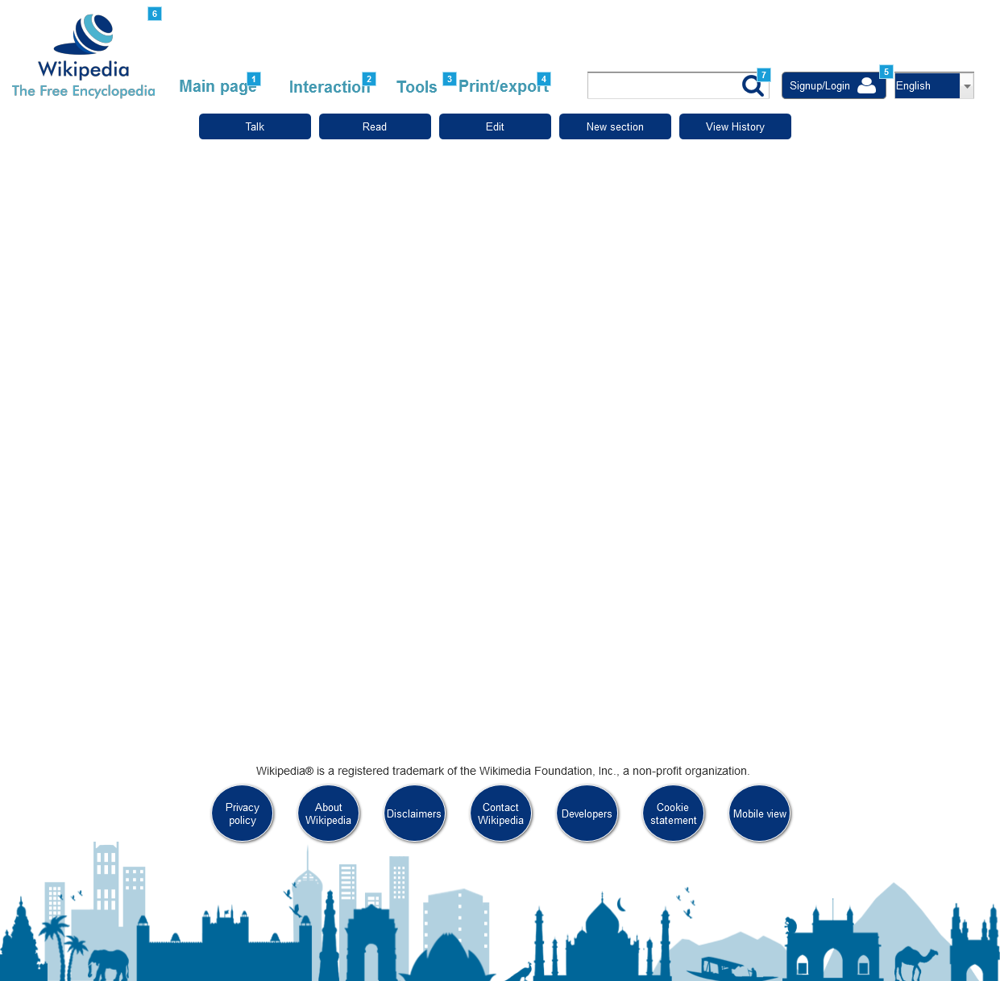 6
Wikipedia
The Free Encyclopedia
Main page 1
Interaction 2
Tools 3
Print/export 4
7
Signup/Login 5
English
Talk
Read
Edit
New section
View History
Wikipedia® is a registered trademark of the Wikimedia Foundation, Inc., a non-profit organization.
Privacy
policy
About
Wikipedia
Disclaimers
Contact
Wikipedia
Developers
Cookie
statement
Mobile view